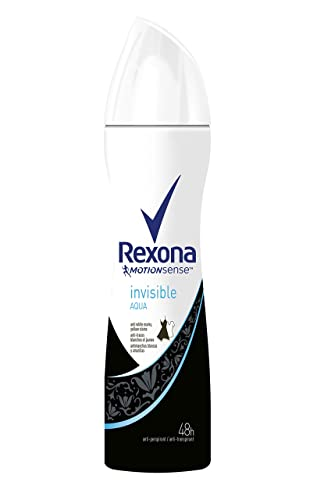 Rexona
MOTIONsense™
invisible
AQUA
anti white marks,
yellow stains
anti-traces
blanches et jaunes
antimanchas blancas
y amarillas
48h
anti-perspirant / anti-transpirant